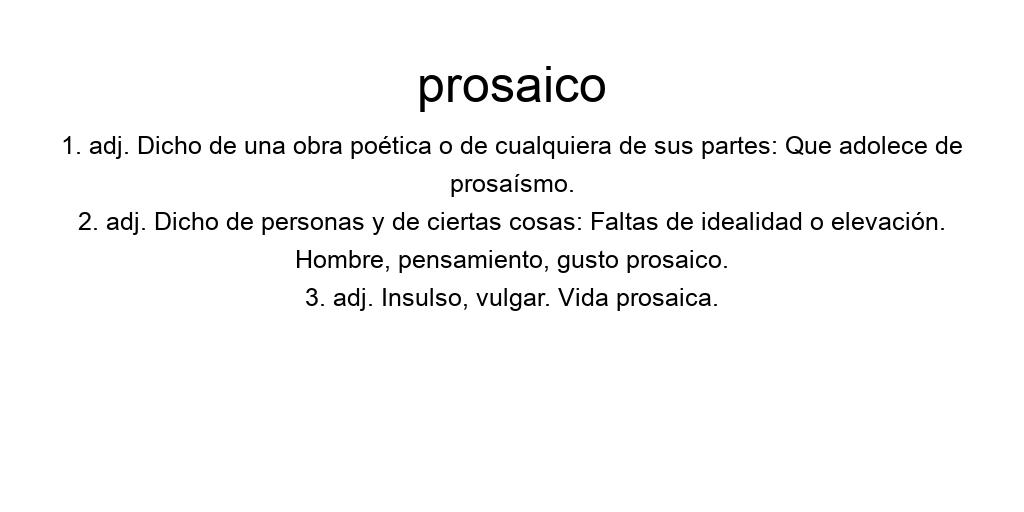 prosaico
1. adj. Dicho de una obra poética o de cualquiera de sus partes: Que adolece de
prosaísmo.
2. adj. Dicho de personas y de ciertas cosas: Faltas de idealidad o elevación.
Hombre, pensamiento, gusto prosaico.
3. adj. Insulso, vulgar. Vida prosaica.